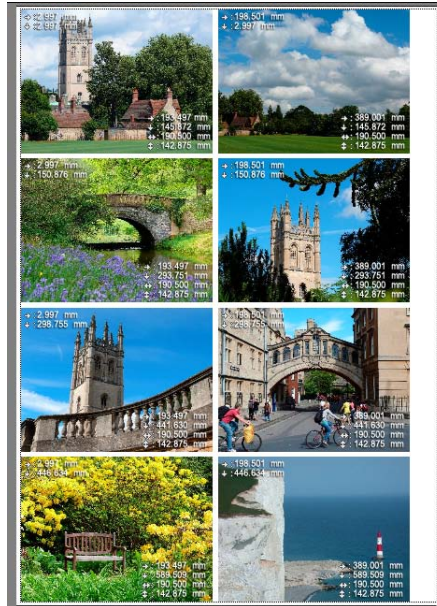 →: 2.997 mm
↓: 2.997 mm
→: 193.497 mm
↓: 145.872 mm
↔: 190.500 mm
↕: 142.875 mm
→: 198.501 mm
↓: 2.997 mm
→: 389.001 mm
↓: 145.872 mm
↔: 190.500 mm
↕: 142.875 mm
→: 2.997 mm
↓: 150.876 mm
→: 193.497 mm
↓: 293.751 mm
↔: 190.500 mm
↕: 142.875 mm
→: 198.501 mm
↓: 150.876 mm
→: 389.001 mm
↓: 293.751 mm
↔: 190.500 mm
↕: 142.875 mm
→: 2.997 mm
↓: 298.755 mm
→: 193.497 mm
↓: 441.630 mm
↔: 190.500 mm
↕: 142.875 mm
→: 198.501 mm
↓: 298.755 mm
→: 389.001 mm
↓: 441.630 mm
↔: 190.500 mm
↕: 142.875 mm
→: 2.997 mm
↓: 446.634 mm
→: 193.497 mm
↓: 589.509 mm
↔: 190.500 mm
↕: 142.875 mm
→: 198.501 mm
↓: 446.634 mm
→: 389.001 mm
↓: 589.509 mm
↔: 190.500 mm
↕: 142.875 mm